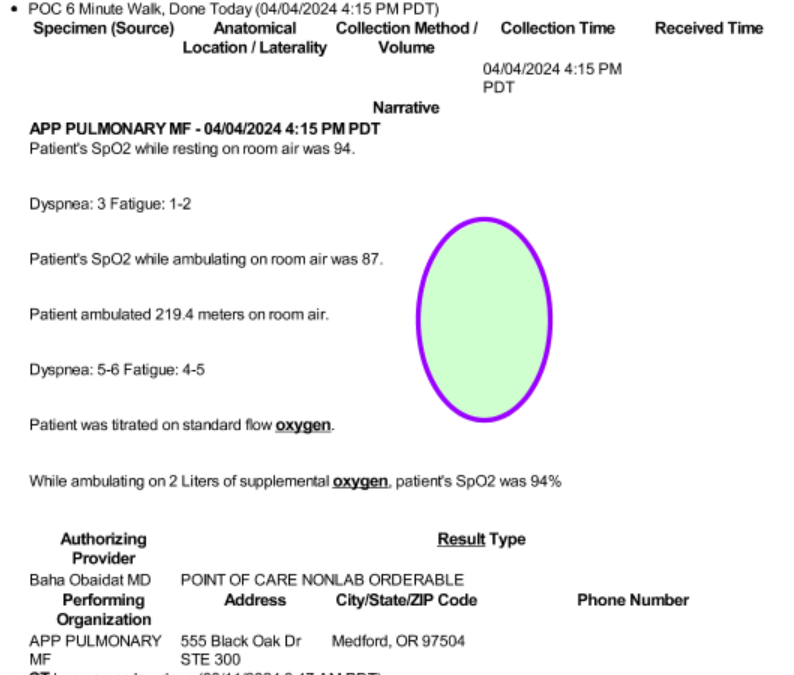 POC 6 Minute Walk, Done Today (04/04/2024 4:15 PM PDT)
Specimen (Source) Anatomical Location / Laterality Collection Method / Volume Collection Time Received Time
04/04/2024 4:15 PM PDT
Narrative
APP PULMONARY MF - 04/04/2024 4:15 PM PDT
Patient's SpO2 while resting on room air was 94.
Dyspnea: 3 Fatigue: 1-2
Patient's SpO2 while ambulating on room air was 87.
Patient ambulated 219.4 meters on room air.
Dyspnea: 5-6 Fatigue: 4-5
Patient was titrated on standard flow oxygen.
While ambulating on 2 Liters of supplemental oxygen, patient's SpO2 was 94%
Authorizing Provider Result Type
Baha Obaidat MD POINT OF CARE NONLAB ORDERABLE
Performing Organization Address City/State/ZIP Code Phone Number
APP PULMONARY MF 555 Black Oak Dr STE 300 Medford, OR 97504